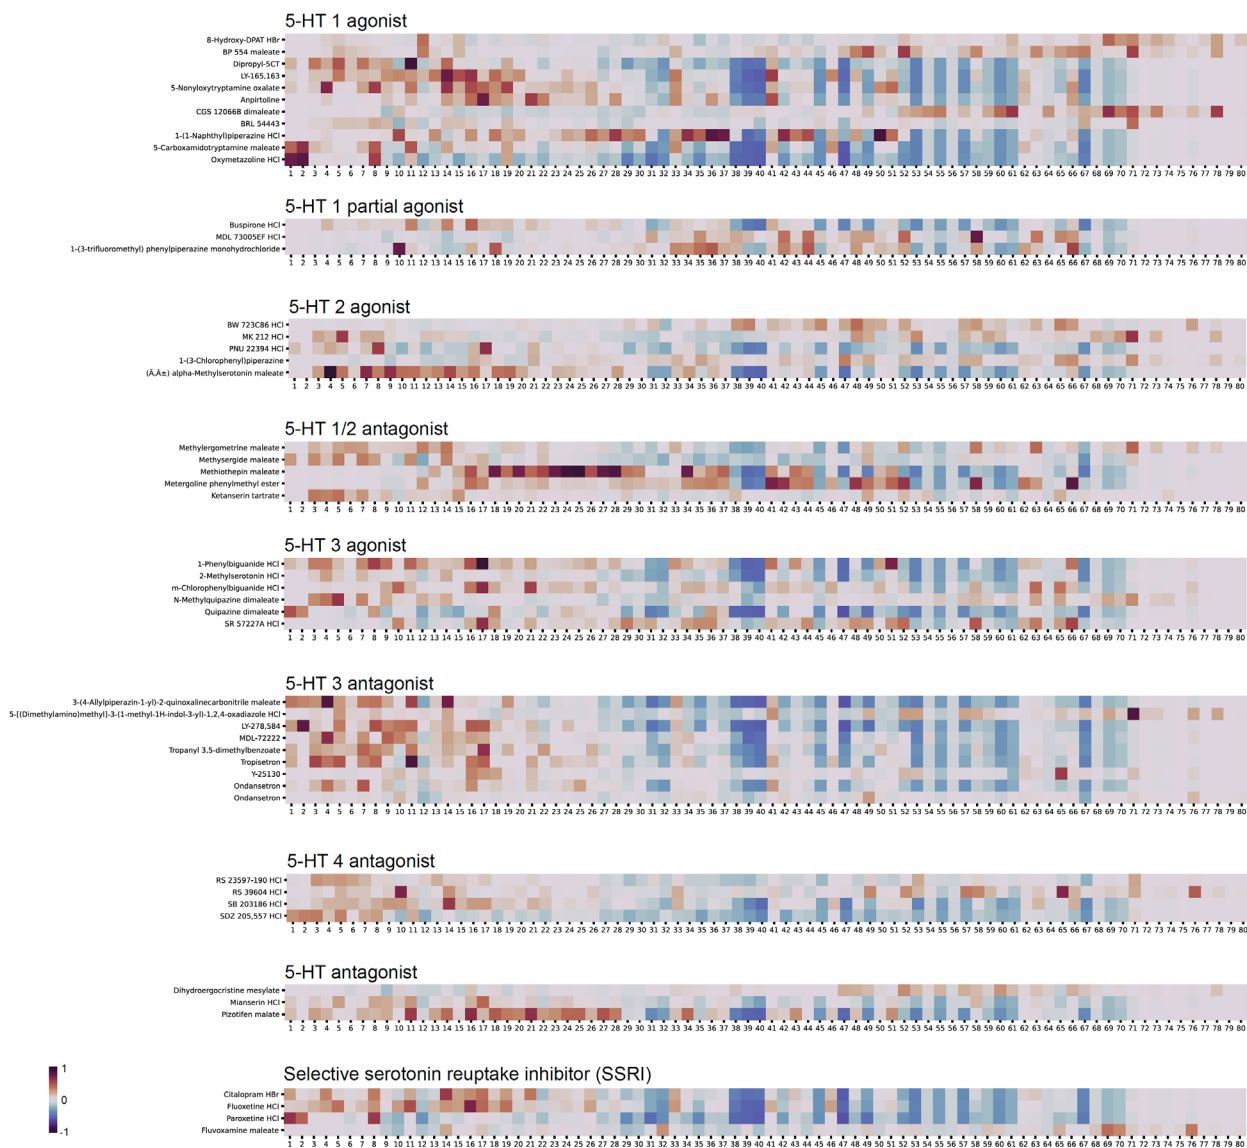 5-HT 1 agonist
8-Hydroxy-DPAT HBr
BP 554 maleate
Dipropyl-5CT
LY-165,163
5-Nonyloxytryptamine oxalate
Anpirtoline
CGS 12066B dimaleate
BRL 54443
1-(1-Naphthyl)piperazine HCl
5-Carboxamidotryptamine maleate
Oxymetazoline HCl
1 2 3 4 5 6 7 8 9 10 11 12 13 14 15 16 17 18 19 20 21 22 23 24 25 26 27 28 29 30 31 32 33 34 35 36 37 38 39 40 41 42 43 44 45 46 47 48 49 50 51 52 53 54 55 56 57 58 59 60 61 62 63 64 65 66 67 68 69 70 71 72 73 74 75 76 77 78 79 80
5-HT 1 partial agonist
Buspirone HCl
MDL 73005EF HCl
1-(3-trifluoromethyl) phenylpiperazine monohydrochloride
1 2 3 4 5 6 7 8 9 10 11 12 13 14 15 16 17 18 19 20 21 22 23 24 25 26 27 28 29 30 31 32 33 34 35 36 37 38 39 40 41 42 43 44 45 46 47 48 49 50 51 52 53 54 55 56 57 58 59 60 61 62 63 64 65 66 67 68 69 70 71 72 73 74 75 76 77 78 79 80
5-HT 2 agonist
BW 723C86 HCl
MK 212 HCl
PNU 22394 HCl
1-(3-Chlorophenyl)piperazine
(Â,Â±) alpha-Methylserotonin maleate
1 2 3 4 5 6 7 8 9 10 11 12 13 14 15 16 17 18 19 20 21 22 23 24 25 26 27 28 29 30 31 32 33 34 35 36 37 38 39 40 41 42 43 44 45 46 47 48 49 50 51 52 53 54 55 56 57 58 59 60 61 62 63 64 65 66 67 68 69 70 71 72 73 74 75 76 77 78 79 80
5-HT 1/2 antagonist
Methylergometrine maleate
Methysergide maleate
Methiothepin maleate
Metergoline phenylmethyl ester
Ketanserin tartrate
1 2 3 4 5 6 7 8 9 10 11 12 13 14 15 16 17 18 19 20 21 22 23 24 25 26 27 28 29 30 31 32 33 34 35 36 37 38 39 40 41 42 43 44 45 46 47 48 49 50 51 52 53 54 55 56 57 58 59 60 61 62 63 64 65 66 67 68 69 70 71 72 73 74 75 76 77 78 79 80
5-HT 3 agonist
1-Phenylbiguanide HCl
2-Methylserotonin HCl
m-Chlorophenylbiguanide HCl
N-Methylquipazine dimaleate
Quipazine dimaleate
SR 57227A HCl
1 2 3 4 5 6 7 8 9 10 11 12 13 14 15 16 17 18 19 20 21 22 23 24 25 26 27 28 29 30 31 32 33 34 35 36 37 38 39 40 41 42 43 44 45 46 47 48 49 50 51 52 53 54 55 56 57 58 59 60 61 62 63 64 65 66 67 68 69 70 71 72 73 74 75 76 77 78 79 80
5-HT 3 antagonist
3-(4-Allylpiperazin-1-yl)-2-quinoxalinecarbonitrile maleate
5-[(Dimethylamino)methyl]-3-(1-methyl-1H-indol-3-yl)-1,2,4-oxadiazole HCl
LY-278,584
MDL-72222
Tropanyl 3,5-dimethylbenzoate
Tropisetron
Y-25130
Ondansetron
Ondansetron
1 2 3 4 5 6 7 8 9 10 11 12 13 14 15 16 17 18 19 20 21 22 23 24 25 26 27 28 29 30 31 32 33 34 35 36 37 38 39 40 41 42 43 44 45 46 47 48 49 50 51 52 53 54 55 56 57 58 59 60 61 62 63 64 65 66 67 68 69 70 71 72 73 74 75 76 77 78 79 80
5-HT 4 antagonist
RS 23597-190 HCl
RS 39604 HCl
SB 203186 HCl
SDZ 205,557 HCl
1 2 3 4 5 6 7 8 9 10 11 12 13 14 15 16 17 18 19 20 21 22 23 24 25 26 27 28 29 30 31 32 33 34 35 36 37 38 39 40 41 42 43 44 45 46 47 48 49 50 51 52 53 54 55 56 57 58 59 60 61 62 63 64 65 66 67 68 69 70 71 72 73 74 75 76 77 78 79 80
5-HT antagonist
Dihydroergocristine mesylate
Mianserin HCl
Pizotifen malate
1 2 3 4 5 6 7 8 9 10 11 12 13 14 15 16 17 18 19 20 21 22 23 24 25 26 27 28 29 30 31 32 33 34 35 36 37 38 39 40 41 42 43 44 45 46 47 48 49 50 51 52 53 54 55 56 57 58 59 60 61 62 63 64 65 66 67 68 69 70 71 72 73 74 75 76 77 78 79 80
1
0
-1
Selective serotonin reuptake inhibitor (SSRI)
Citalopram HBr
Fluoxetine HCl
Paroxetine HCl
Fluvoxamine maleate
1 2 3 4 5 6 7 8 9 10 11 12 13 14 15 16 17 18 19 20 21 22 23 24 25 26 27 28 29 30 31 32 33 34 35 36 37 38 39 40 41 42 43 44 45 46 47 48 49 50 51 52 53 54 55 56 57 58 59 60 61 62 63 64 65 66 67 68 69 70 71 72 73 74 75 76 77 78 79 80